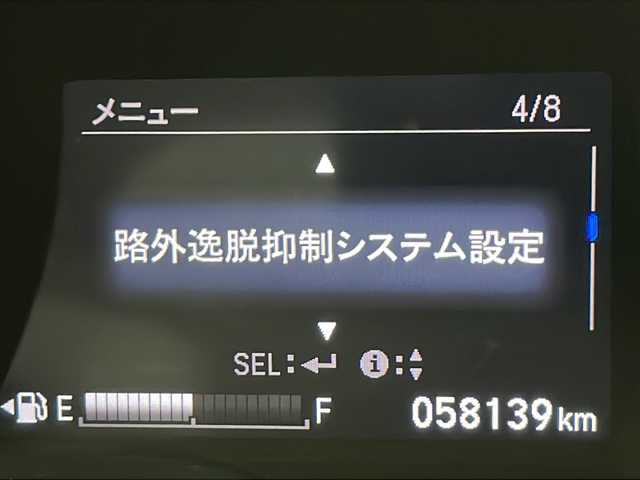 メニュー 4/8
路外逸脱抑制システム設定
SEL:
i:
E F 058139km